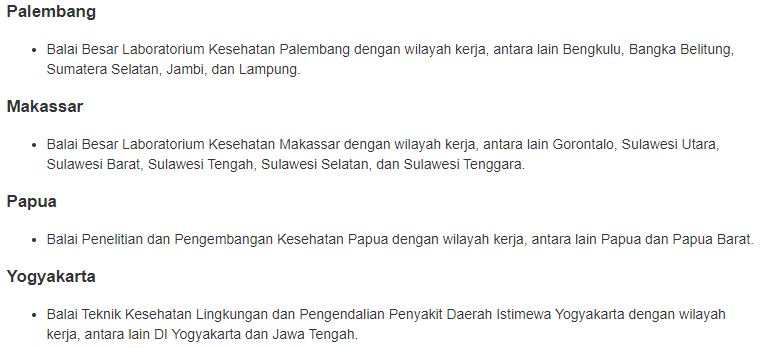 Palembang
• Balai Besar Laboratorium Kesehatan Palembang dengan wilayah kerja, antara lain Bengkulu, Bangka Belitung,
Sumatera Selatan, Jambi, dan Lampung.
Makassar
• Balai Besar Laboratorium Kesehatan Makassar dengan wilayah kerja, antara lain Gorontalo, Sulawesi Utara,
Sulawesi Barat, Sulawesi Tengah, Sulawesi Selatan, dan Sulawesi Tenggara.
Papua
• Balai Penelitian dan Pengembangan Kesehatan Papua dengan wilayah kerja, antara lain Papua dan Papua Barat.
Yogyakarta
• Balai Teknik Kesehatan Lingkungan dan Pengendalian Penyakit Daerah Istimewa Yogyakarta dengan wilayah
kerja, antara lain DI Yogyakarta dan Jawa Tengah.